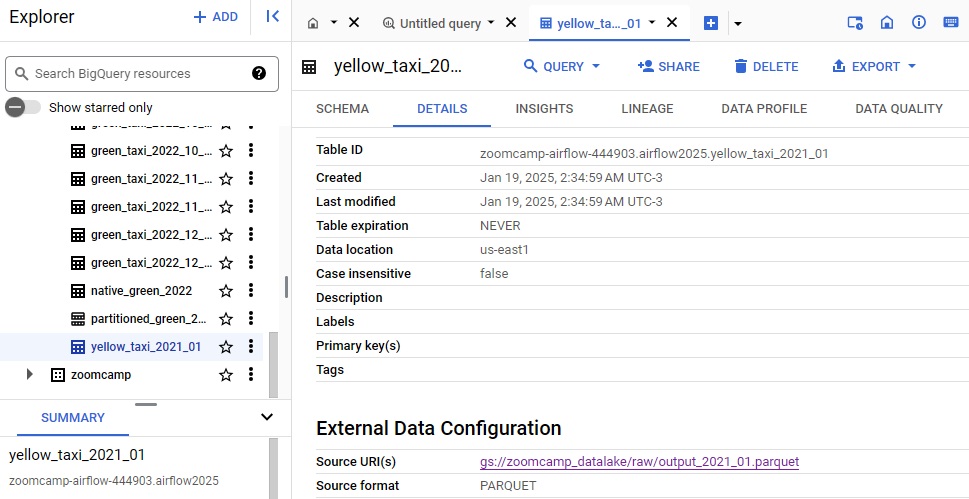 Explorer
+ ADD
Search BigQuery resources
?
Show starred only
green_taxi_2022_10_...
green_taxi_2022_10_...
green_taxi_2022_11_...
green_taxi_2022_11_...
green_taxi_2022_12_...
green_taxi_2022_12_...
native_green_2022
partitioned_green_2...
yellow_taxi_2021_01
zoomcamp
SUMMARY
yellow_taxi_2021_01
zoomcamp-airflow-444903.airflow2025
Untitled query
yellow_ta..._01
yellow_taxi_20...
QUERY
SHARE
DELETE
EXPORT
SCHEMA
DETAILS
INSIGHTS
LINEAGE
DATA PROFILE
DATA QUALITY
Table ID zoomcamp-airflow-444903.airflow2025.yellow_taxi_2021_01
Created Jan 19, 2025, 2:34:59 AM UTC-3
Last modified Jan 19, 2025, 2:34:59 AM UTC-3
Table expiration NEVER
Data location us-east1
Case insensitive false
Description
Labels
Primary key(s)
Tags
External Data Configuration
Source URI(s) gs://zoomcamp_datalake/raw/output_2021_01.parquet
Source format PARQUET